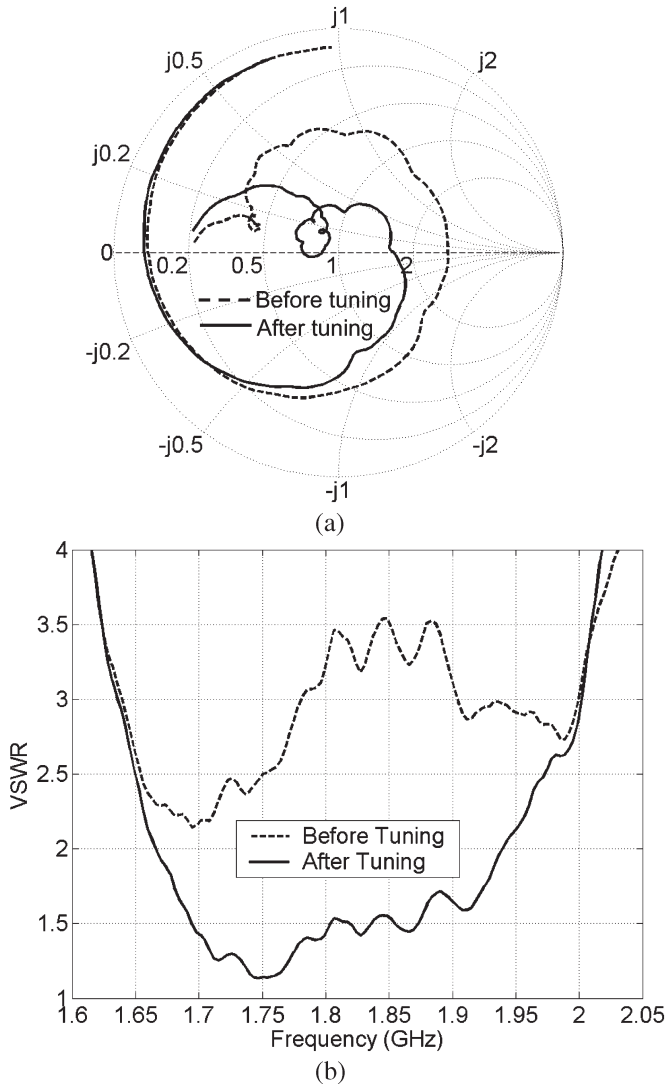 j1
j0.5
j2
j0.2
0
0.2
0.5
1
2
Before tuning
After tuning
-j0.2
-j0.5
-j2
-j1
(a)
4
3.5
3
2.5
2
1.5
1
VSWR
Before Tuning
After Tuning
1.6 1.65 1.7 1.75 1.8 1.85 1.9 1.95 2 2.05
Frequency (GHz)
(b)